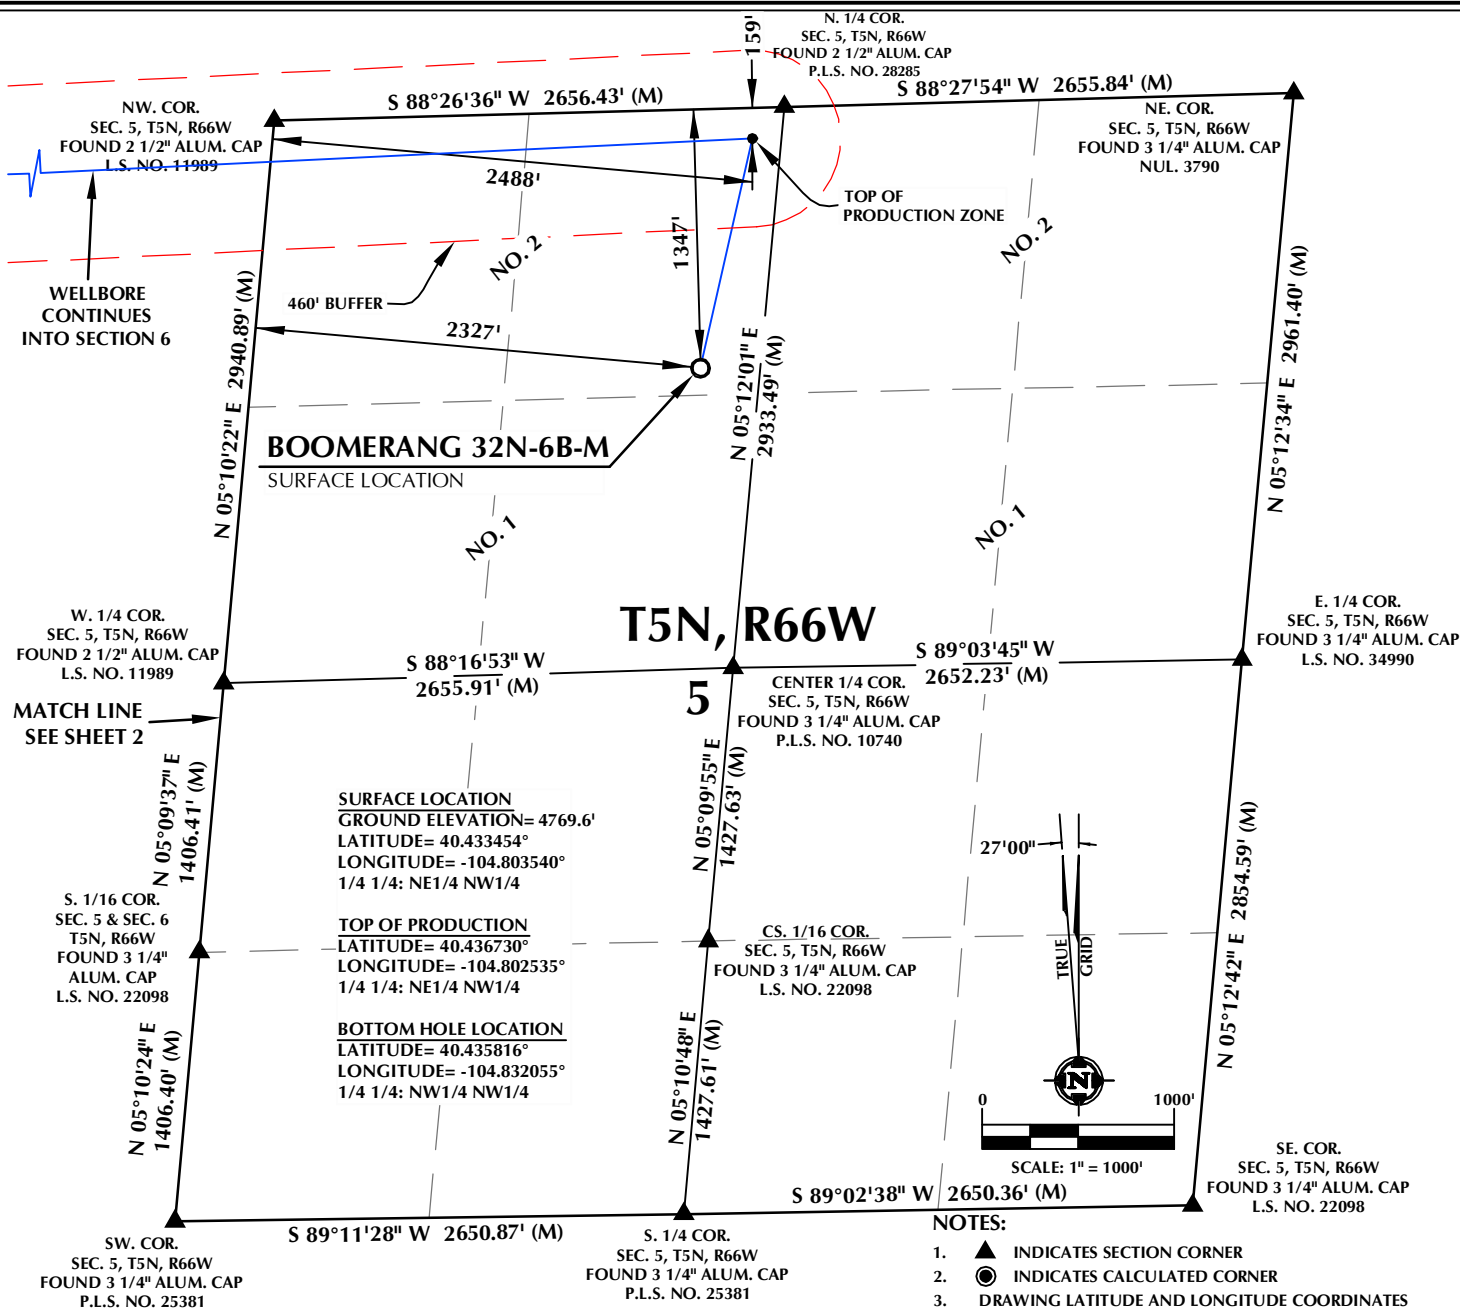 159'
N. 1/4 COR.
SEC. 5, T5N, R66W
FOUND 2 1/2" ALUM. CAP
P.L.S. NO. 28285
S 88°26'36" W 2656.43' (M)
S 88°27'54" W 2655.84' (M)
NW. COR.
SEC. 5, T5N, R66W
FOUND 2 1/2" ALUM. CAP
L.S. NO. 11989
NE. COR.
SEC. 5, T5N, R66W
FOUND 3 1/4" ALUM. CAP
NUL. 3790
2488'
TOP OF
PRODUCTION ZONE
1347'
NO. 2
NO. 2
WELLBORE
CONTINUES
INTO SECTION 6
460' BUFFER
2327'
N 05°10'22" E 2940.89' (M)
N 05°12'01" E
2933.49' (M)
N 05°12'34" E 2961.40' (M)
BOOMERANG 32N-6B-M
SURFACE LOCATION
NO. 1
NO. 1
T5N, R66W
5
W. 1/4 COR.
SEC. 5, T5N, R66W
FOUND 2 1/2" ALUM. CAP
L.S. NO. 11989
E. 1/4 COR.
SEC. 5, T5N, R66W
FOUND 3 1/4" ALUM. CAP
L.S. NO. 34990
S 88°16'53" W
2655.91' (M)
S 89°03'45" W
2652.23' (M)
CENTER 1/4 COR.
SEC. 5, T5N, R66W
FOUND 3 1/4" ALUM. CAP
P.L.S. NO. 10740
MATCH LINE
SEE SHEET 2
N 05°09'37" E
1406.41' (M)
N 05°09'55" E
1427.63' (M)
N 05°12'42" E 2854.59' (M)
SURFACE LOCATION
GROUND ELEVATION= 4769.6'
LATITUDE= 40.433454°
LONGITUDE= -104.803540°
1/4 1/4: NE1/4 NW1/4
TOP OF PRODUCTION
LATITUDE= 40.436730°
LONGITUDE= -104.802535°
1/4 1/4: NE1/4 NW1/4
BOTTOM HOLE LOCATION
LATITUDE= 40.435816°
LONGITUDE= -104.832055°
1/4 1/4: NW1/4 NW1/4
S. 1/16 COR.
SEC. 5 & SEC. 6
T5N, R66W
FOUND 3 1/4"
ALUM. CAP
L.S. NO. 22098
CS. 1/16 COR.
SEC. 5, T5N, R66W
FOUND 3 1/4" ALUM. CAP
L.S. NO. 22098
27'00"
TRUE
GRID
N
0 1000'
SCALE: 1" = 1000'
N 05°10'24" E
1406.40' (M)
N 05°10'48" E
1427.61' (M)
SE. COR.
SEC. 5, T5N, R66W
FOUND 3 1/4" ALUM. CAP
L.S. NO. 22098
S 89°11'28" W 2650.87' (M)
S 89°02'38" W 2650.36' (M)
SW. COR.
SEC. 5, T5N, R66W
FOUND 3 1/4" ALUM. CAP
P.L.S. NO. 25381
S. 1/4 COR.
SEC. 5, T5N, R66W
FOUND 3 1/4" ALUM. CAP
P.L.S. NO. 25381
NOTES:
1. INDICATES SECTION CORNER
2. INDICATES CALCULATED CORNER
3. DRAWING LATITUDE AND LONGITUDE COORDINATES